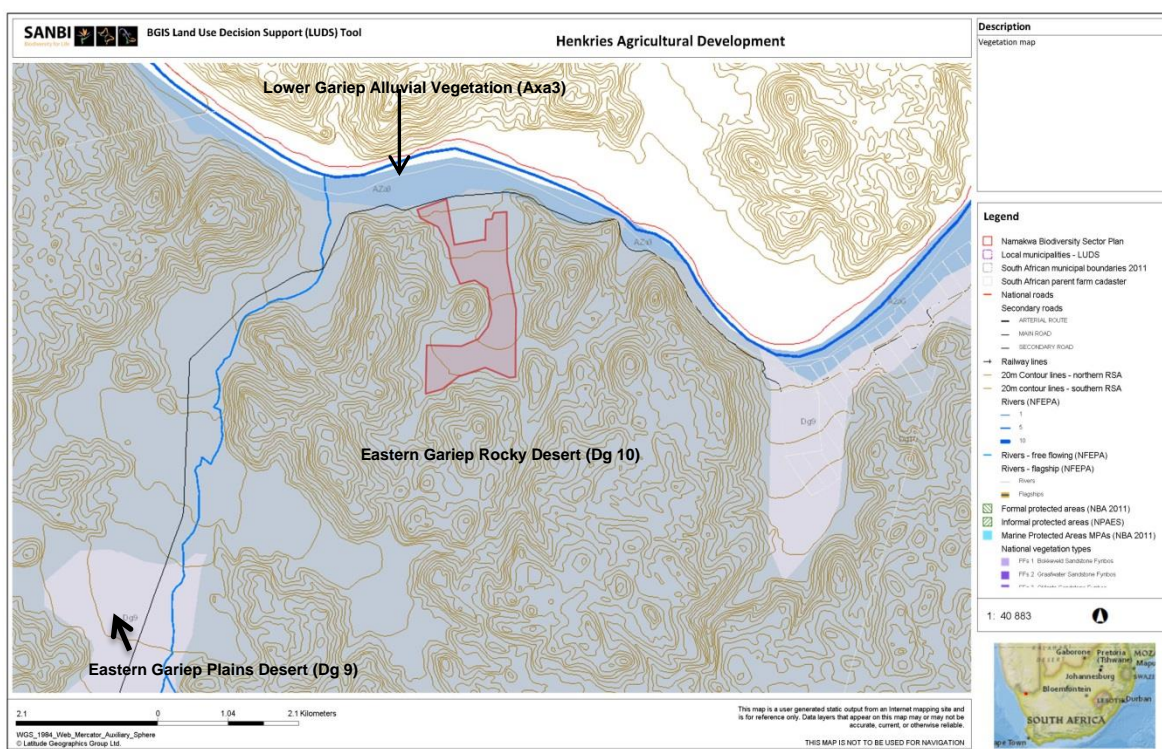 SANBI
Biodiversity for Life
BGIS Land Use Decision Support (LUDS) Tool
Henkries Agricultural Development
Description
Vegetation map
Lower Gariep Alluvial Vegetation (Axa3)
AZa3
AZa3
AZa3
Dg9
Dg10
Eastern Gariep Rocky Desert (Dg 10)
Dg9
Eastern Gariep Plains Desert (Dg 9)
Legend
Namakwa Biodiversity Sector Plan
Local municipalities - LUDS
South African municipal boundaries 2011
South African parent farm cadaster
National roads
Secondary roads
ARTERIAL ROUTE
MAIN ROAD
SECONDARY ROAD
Railway lines
20m Contour lines - northern RSA
20m contour lines - southern RSA
Rivers (NFEPA)
1
5
10
Rivers - free flowing (NFEPA)
Rivers - flagship (NFEPA)
Rivers
Flagships
Formal protected areas (NBA 2011)
Informal protected areas (NPAES)
Marine Protected Areas MPAs (NBA 2011)
National vegetation types
FFs 1 Bokkeveld Sandstone Fynbos
FFs 2 Graafwater Sandstone Fynbos
1: 40 883
Gaborone
Pretoria
(Tshwane)
Johannesburg
Bloemfontein
Durban
SOUTH AFRICA
2.1 0 1.04 2.1 Kilometers
WGS_1984_Web_Mercator_Auxiliary_Sphere
© Latitude Geographics Group Ltd.
This map is a user generated static output from an Internet mapping site and
is for reference only. Data layers that appear on this map may or may not be
accurate, current, or otherwise reliable.
THIS MAP IS NOT TO BE USED FOR NAVIGATION